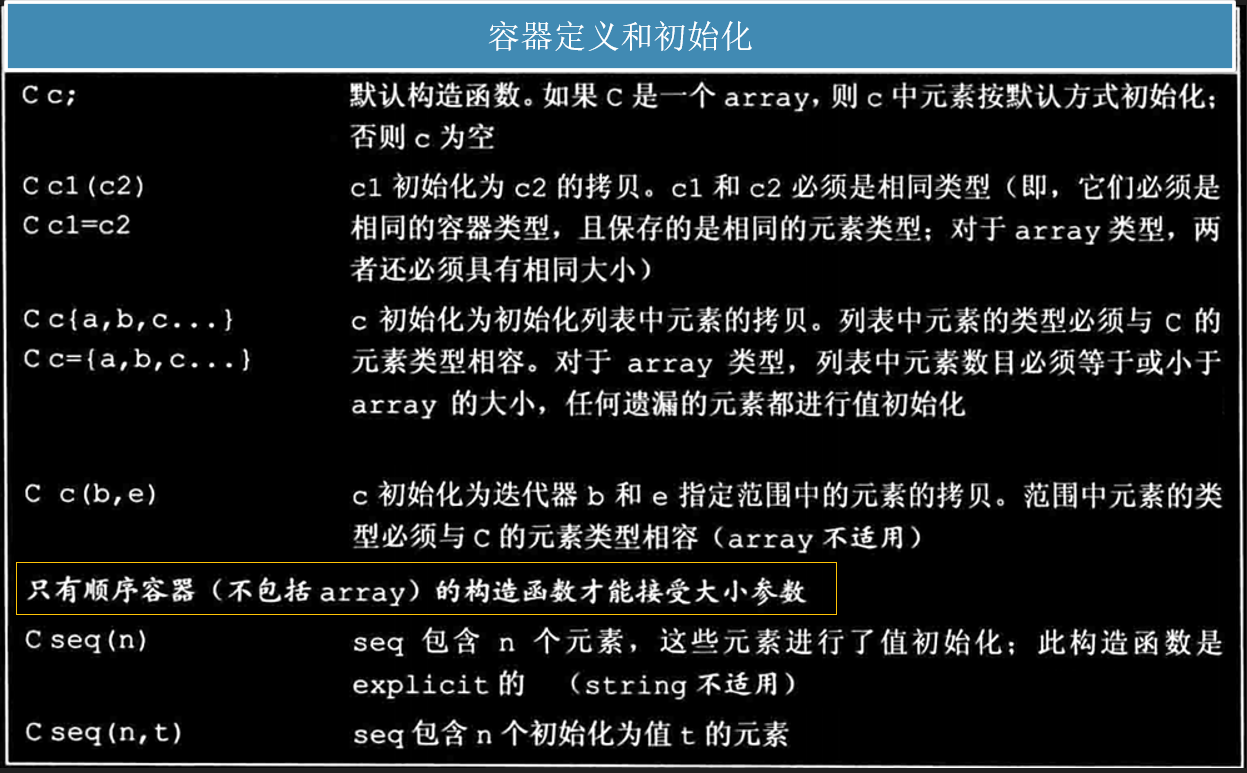 容器定义和初始化
C c;
默认构造函数。如果 C 是一个 array，则 c 中元素按默认方式初始化；
否则 c 为空
C c1(c2)
C c1=c2
c1 初始化为 c2 的拷贝。c1 和 c2 必须是相同类型（即，它们必须是
相同的容器类型，且保存的是相同的元素类型；对于 array 类型，两
者还必须具有相同大小）
C c{a,b,c...}
C c={a,b,c...}
c 初始化为初始化列表中元素的拷贝。列表中元素的类型必须与 C 的
元素类型相容。对于 array 类型，列表中元素数目必须等于或小于
array 的大小，任何遗漏的元素都进行值初始化
C c(b,e)
c 初始化为迭代器 b 和 e 指定范围中的元素的拷贝。范围中元素的类
型必须与 C 的元素类型相容（array 不适用）
只有顺序容器（不包括 array）的构造函数才能接受大小参数
C seq(n)
seq 包含 n 个元素，这些元素进行了值初始化；此构造函数是
explicit 的 （string 不适用）
C seq(n,t)
seq 包含 n 个初始化为值 t 的元素